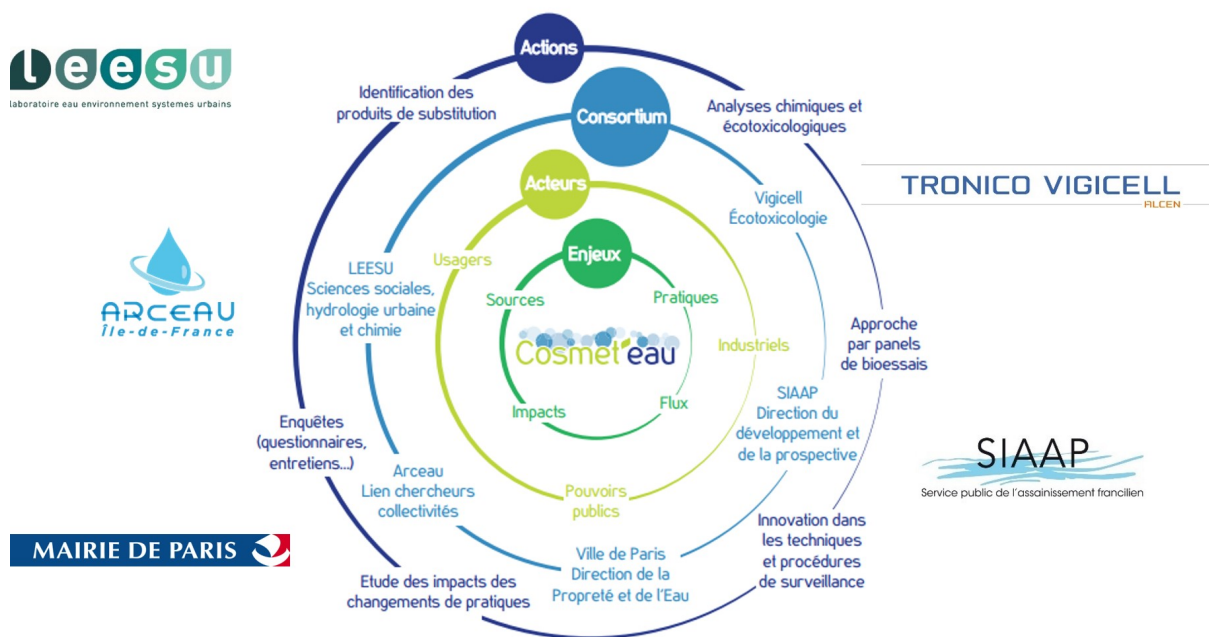 leesu
laboratoire eau environnement systemes urbains
Actions
Identification des
produits de substitution
Consortium
Analyses chimiques et
écotoxicologiques
TRONICO VIGICELL
ALCEN
Acteurs
Vigicell
Écotoxicologie
Usagers
Enjeux
ARCEAU
Île-de-France
LEESU
Sciences sociales,
hydrologie urbaine
et chimie
Sources
Pratiques
Cosmet'eau
Industriels
Approche
par panels
de bioessais
Impacts
Flux
SIAAP
Direction du
développement et
de la prospective
Enquêtes
(questionnaires,
entretiens...)
SIAAP
Service public de l'assainissement francilien
Arceau
Lien chercheurs
collectivités
Pouvoirs
publics
Innovation dans
les techniques
et procédures
de surveillance
MAIRIE DE PARIS
Ville de Paris
Direction de la
Propreté et de l'Eau
Etude des impacts des
changements de pratiques